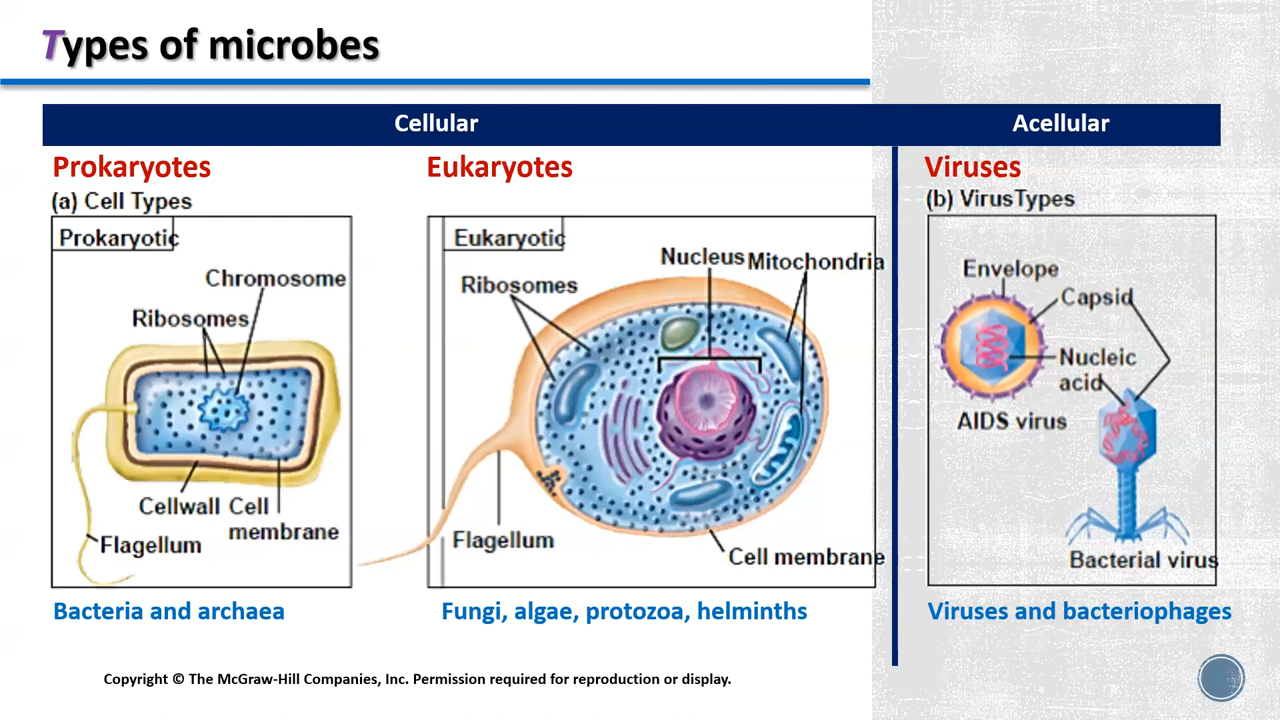 Types of microbes
Cellular
Acellular
Prokaryotes
(a) Cell Types
Prokaryotic
Chromosome
Ribosomes
Cellwall
Cell
membrane
Flagellum
Bacteria and archaea
Eukaryotes
Eukaryotic
Nucleus
Mitochondria
Ribosomes
Flagellum
Cell membrane
Fungi, algae, protozoa, helminths
Viruses
(b) VirusTypes
Envelope
Capsid
Nucleic
acid
AIDS virus
Bacterial virus
Viruses and bacteriophages
Copyright © The McGraw-Hill Companies, Inc. Permission required for reproduction or display.